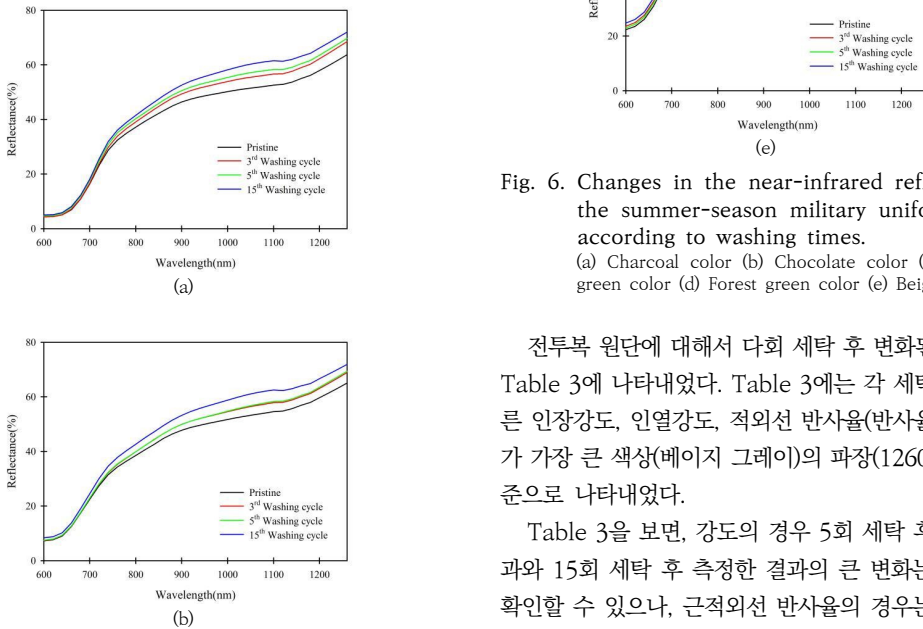 80
60
40
20
0
Reflectance(%)
Pristine
3rd Washing cycle
5th Washing cycle
15th Washing cycle
600 700 800 900 1000 1100 1200
Wavelength(nm)
(a)
80
60
40
20
0
Reflectance(%)
Pristine
3rd Washing cycle
5th Washing cycle
15th Washing cycle
600 700 800 900 1000 1100 1200
Wavelength(nm)
(b)
20
0
Pristine
3rd Washing cycle
5th Washing cycle
15th Washing cycle
600 700 800 900 1000 1100 1200
Wavelength(nm)
(e)
Fig. 6. Changes in the near-infrared
the summer-season military
according to washing times.
(a) Charcoal color (b) Chocolate color
green color (d) Forest green color (e)
전투복 원단에 대해서 다회 세탁 후
Table 3에 나타내었다. Table 3에는 각 세탁
른 인장강도, 인열강도, 적외선 반사율(반사율
가 가장 큰 색상(베이지 그레이)의 파장(1260
준으로 나타내었다.
Table 3을 보면, 강도의 경우 5회 세탁 후
과와 15회 세탁 후 측정한 결과의 큰 변화는
확인할 수 있으나, 근적외선 반사율의 경우는